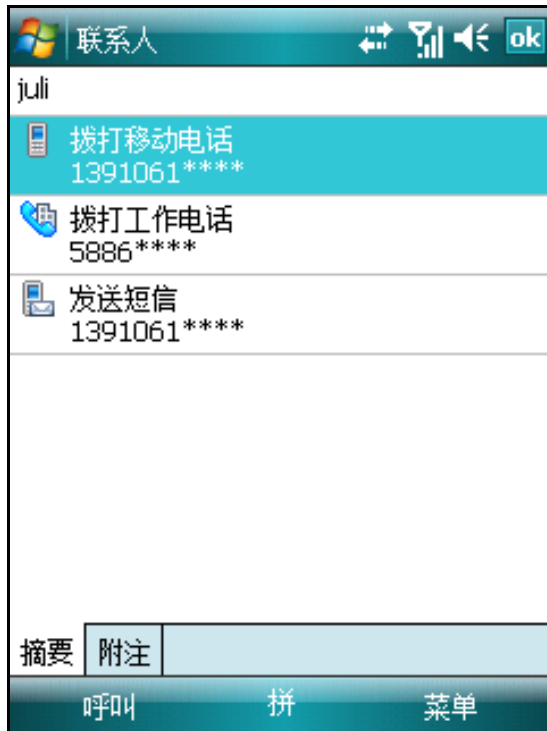 联系人 ok
juli
拨打移动电话
1391061****
拨打工作电话
5886****
发送短信
1391061****
摘要 附注
呼叫 拼 菜单